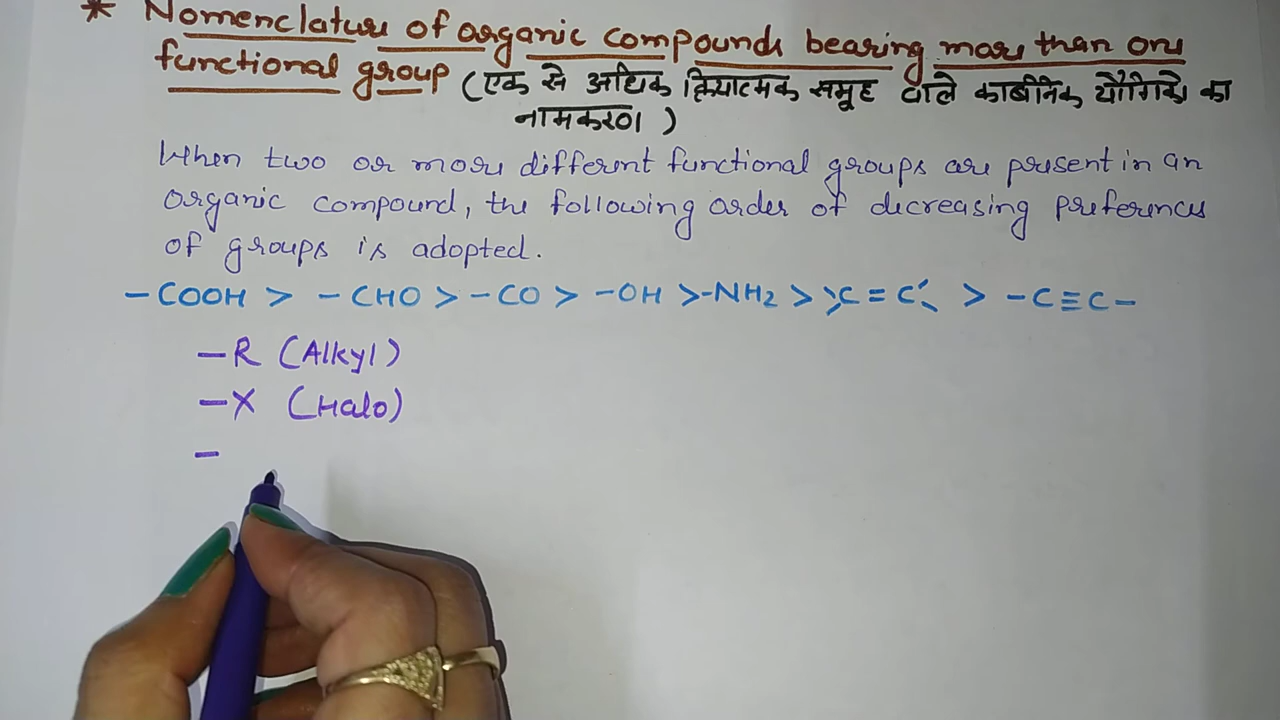 * Nomenclature of organic compounds bearing more than one
functional group (एक से अधिक क्रियात्मक समूह वाले कार्बनिक यौगिकों का
नामकरण )
When two or more different functional groups are present in an
organic compound, the following order of decreasing preference
of groups is adopted.
-COOH > -CHO > -CO > -OH > -NH₂ > >C=C< > -C≡C-
-R (Alkyl)
-X (Halo)
-